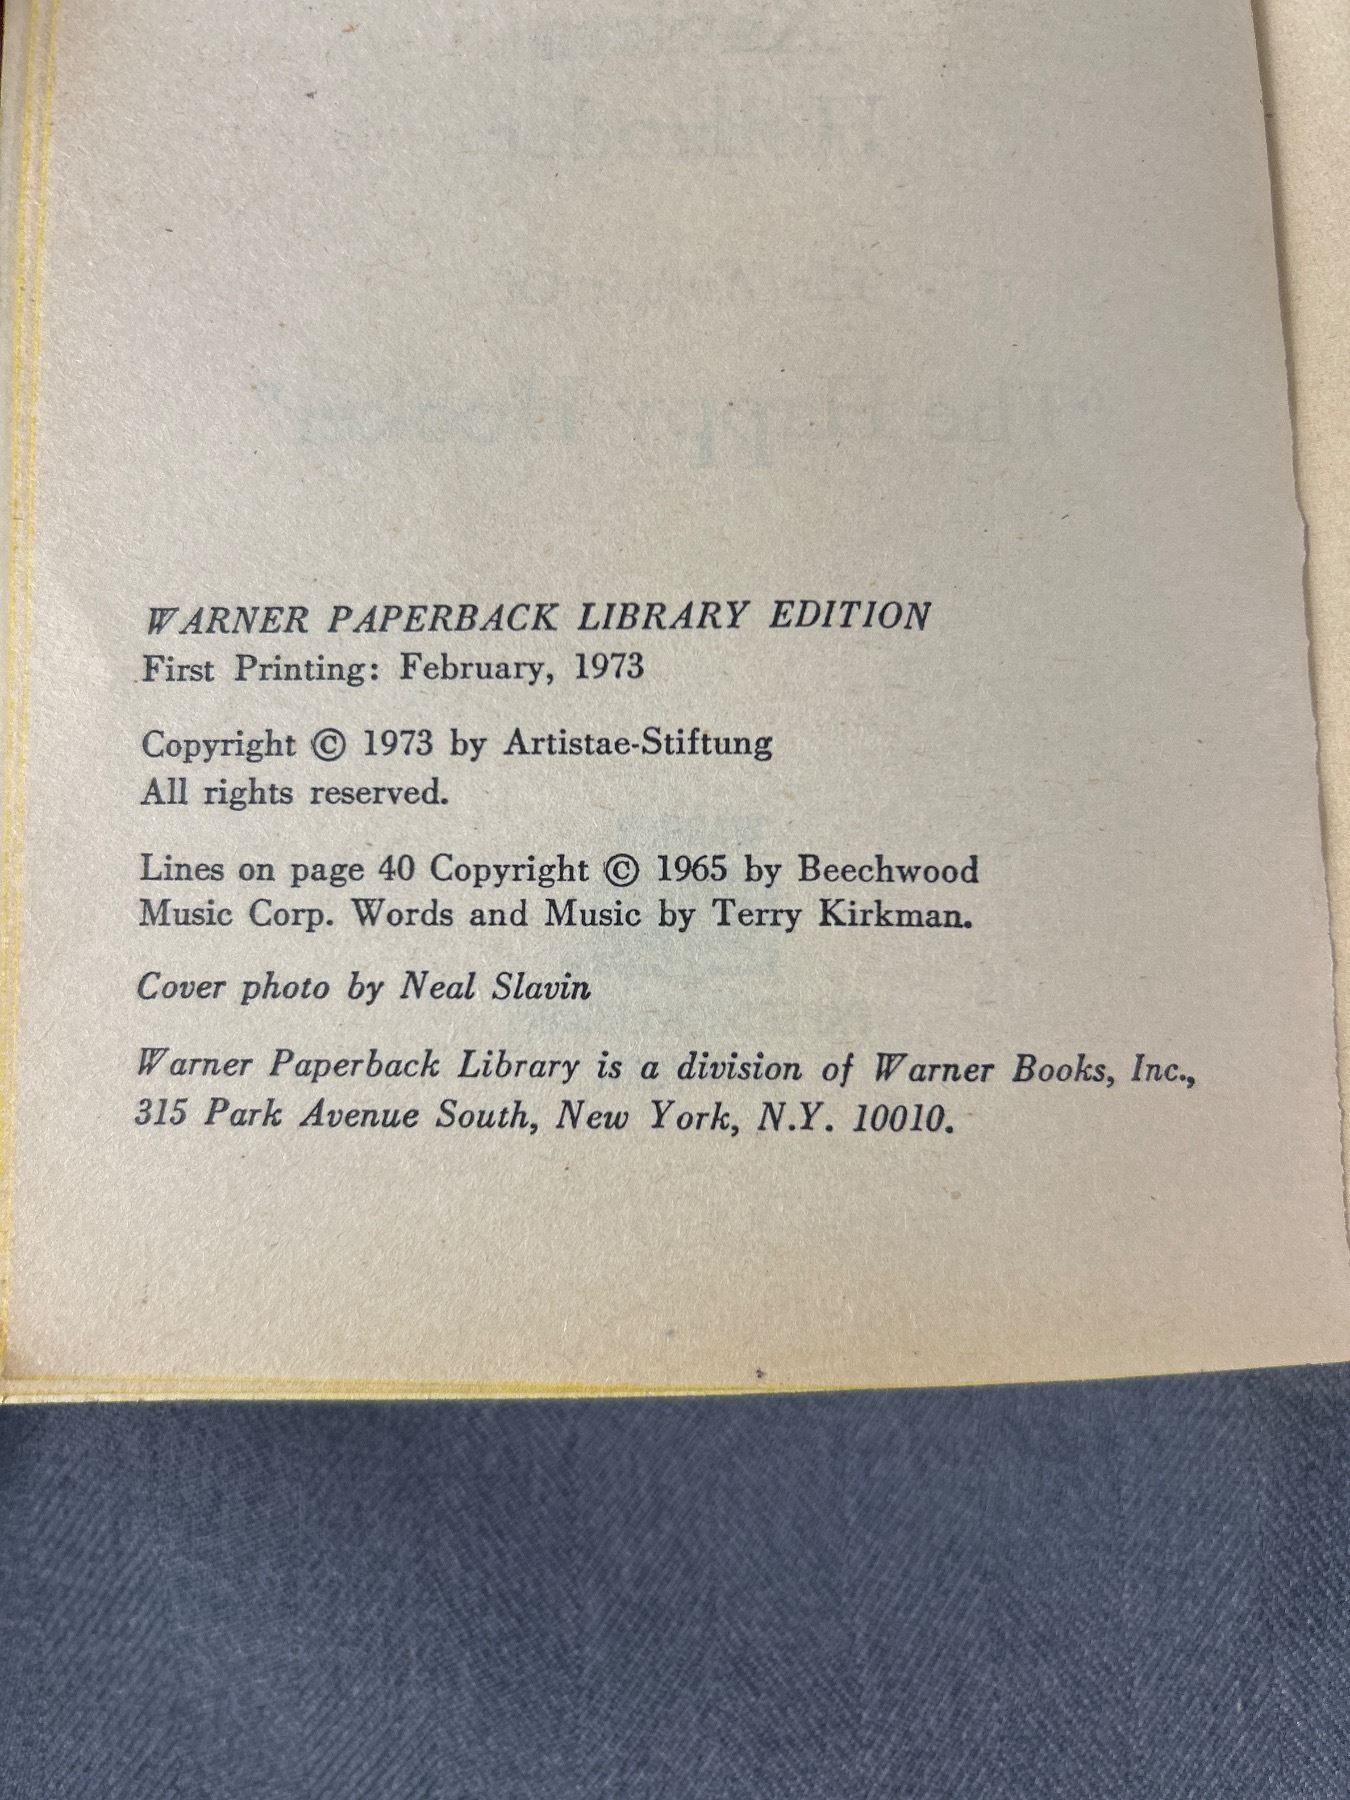 WARNER PAPERBACK LIBRARY EDITION
First Printing: February, 1973
Copyright © 1973 by Artistae-Stiftung
All rights reserved.
Lines on page 40 Copyright © 1965 by Beechwood
Music Corp. Words and Music by Terry Kirkman.
Cover photo by Neal Slavin
Warner Paperback Library is a division of Warner Books, Inc.,
315 Park Avenue South, New York, N.Y. 10010.